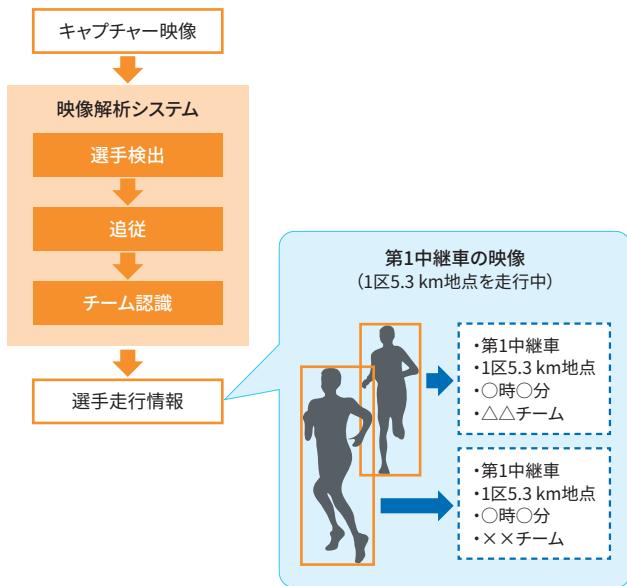 キャプチャー映像
映像解析システム
選手検出
追従
チーム認識
選手走行情報
第1中継車の映像
（1区5.3 km地点を走行中）
・第1中継車
・1区5.3 km地点
・○時○分
・△△チーム
・第1中継車
・1区5.3 km地点
・○時○分
・××チーム